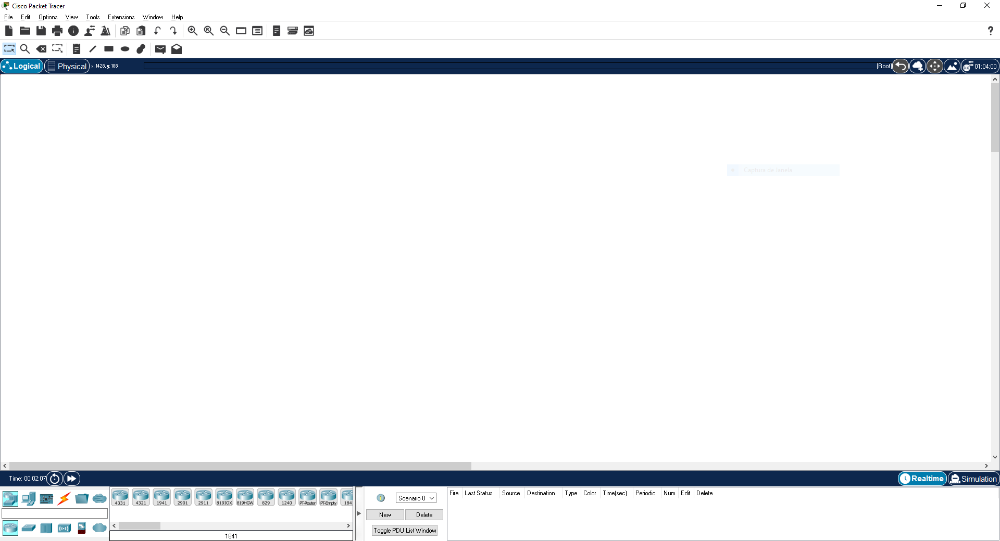 Cisco Packet Tracer
File Edit Options View Tools Extensions Window Help
?
Logical Physical x: 1428, y: 188 [Root] 01:04:00
Captura de Janela
Time: 00:02:07 Realtime Simulation
4331 4321 1941 2901 2911 819IOX 819HGW 829 1240 PT-Router PT-Empty 184
1841
Scenario 0
New Delete
Toggle PDU List Window
Fire Last Status Source Destination Type Color Time(sec) Periodic Num Edit Delete